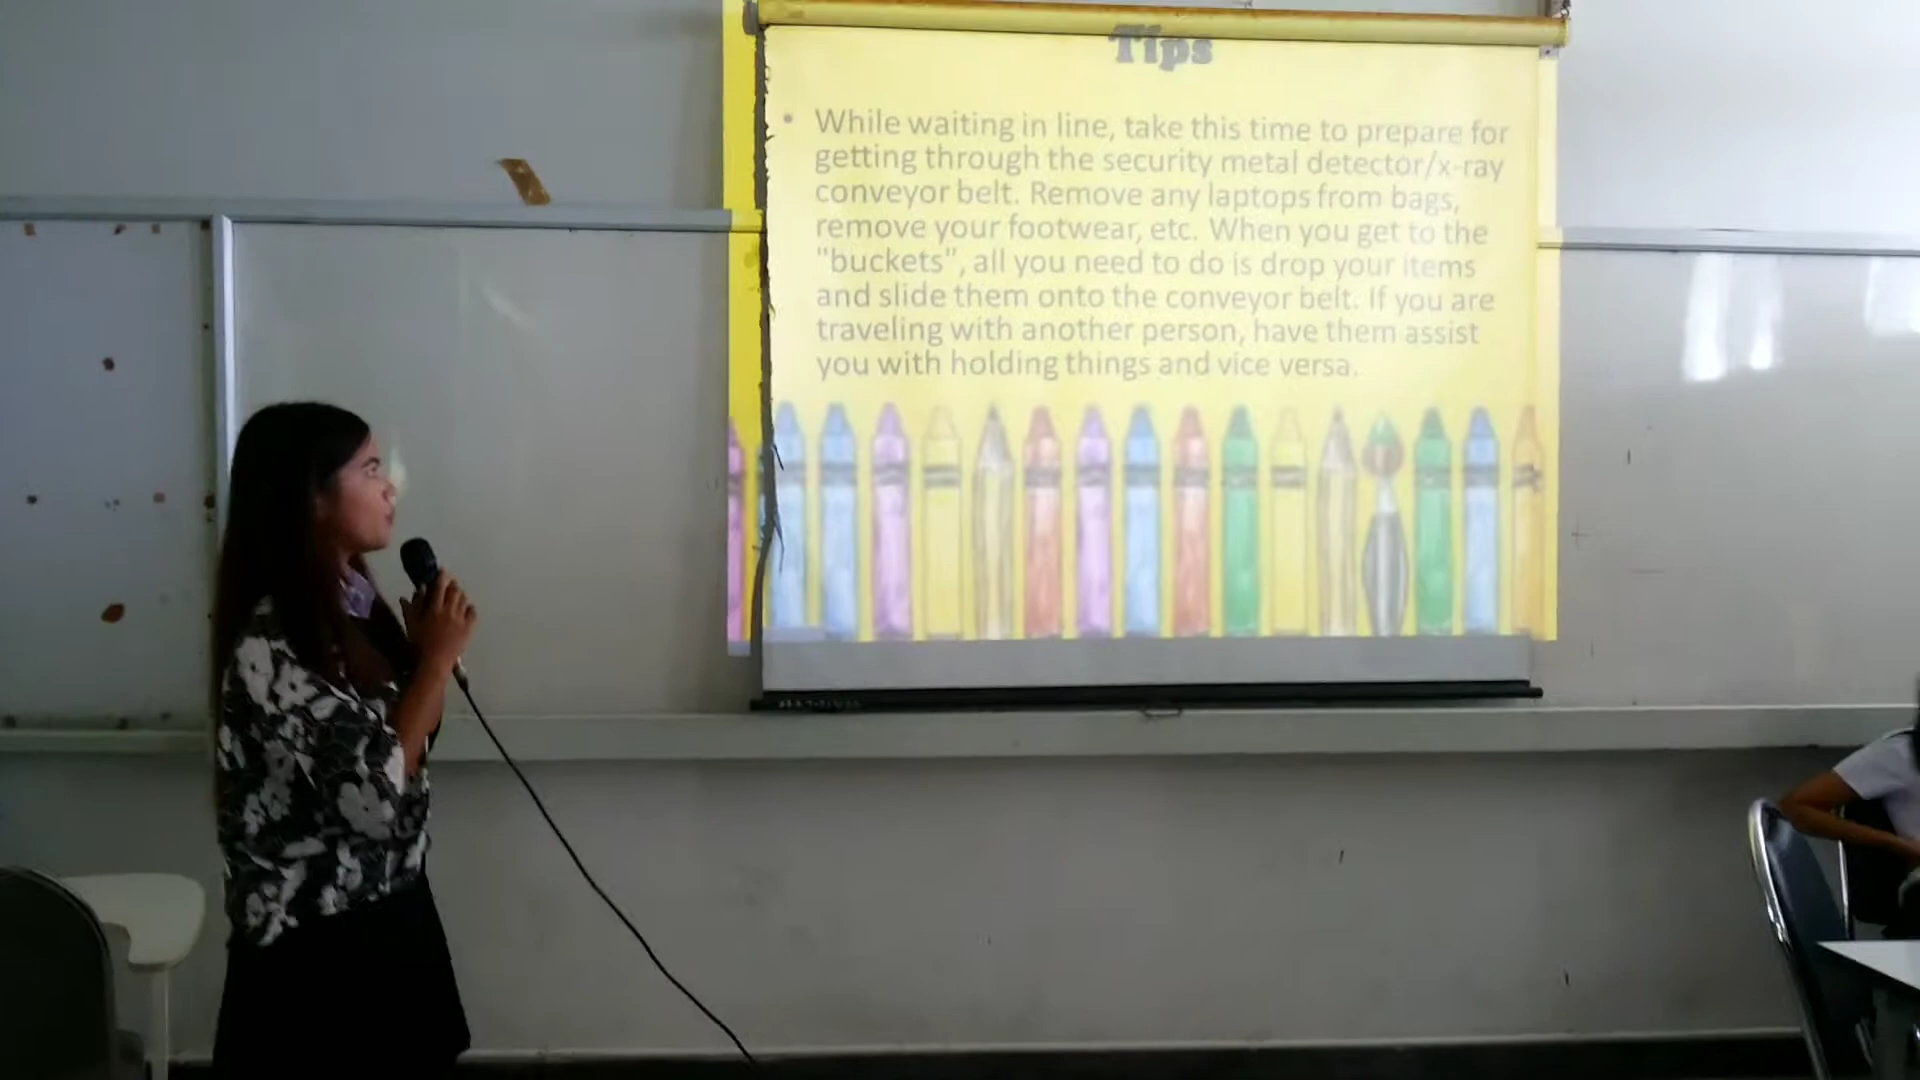 Tips
• While waiting in line, take this time to prepare for
getting through the security metal detector/x-ray
conveyor belt. Remove any laptops from bags,
remove your footwear, etc. When you get to the
"buckets", all you need to do is drop your items
and slide them onto the conveyor belt. If you are
traveling with another person, have them assist
you with holding things and vice versa.